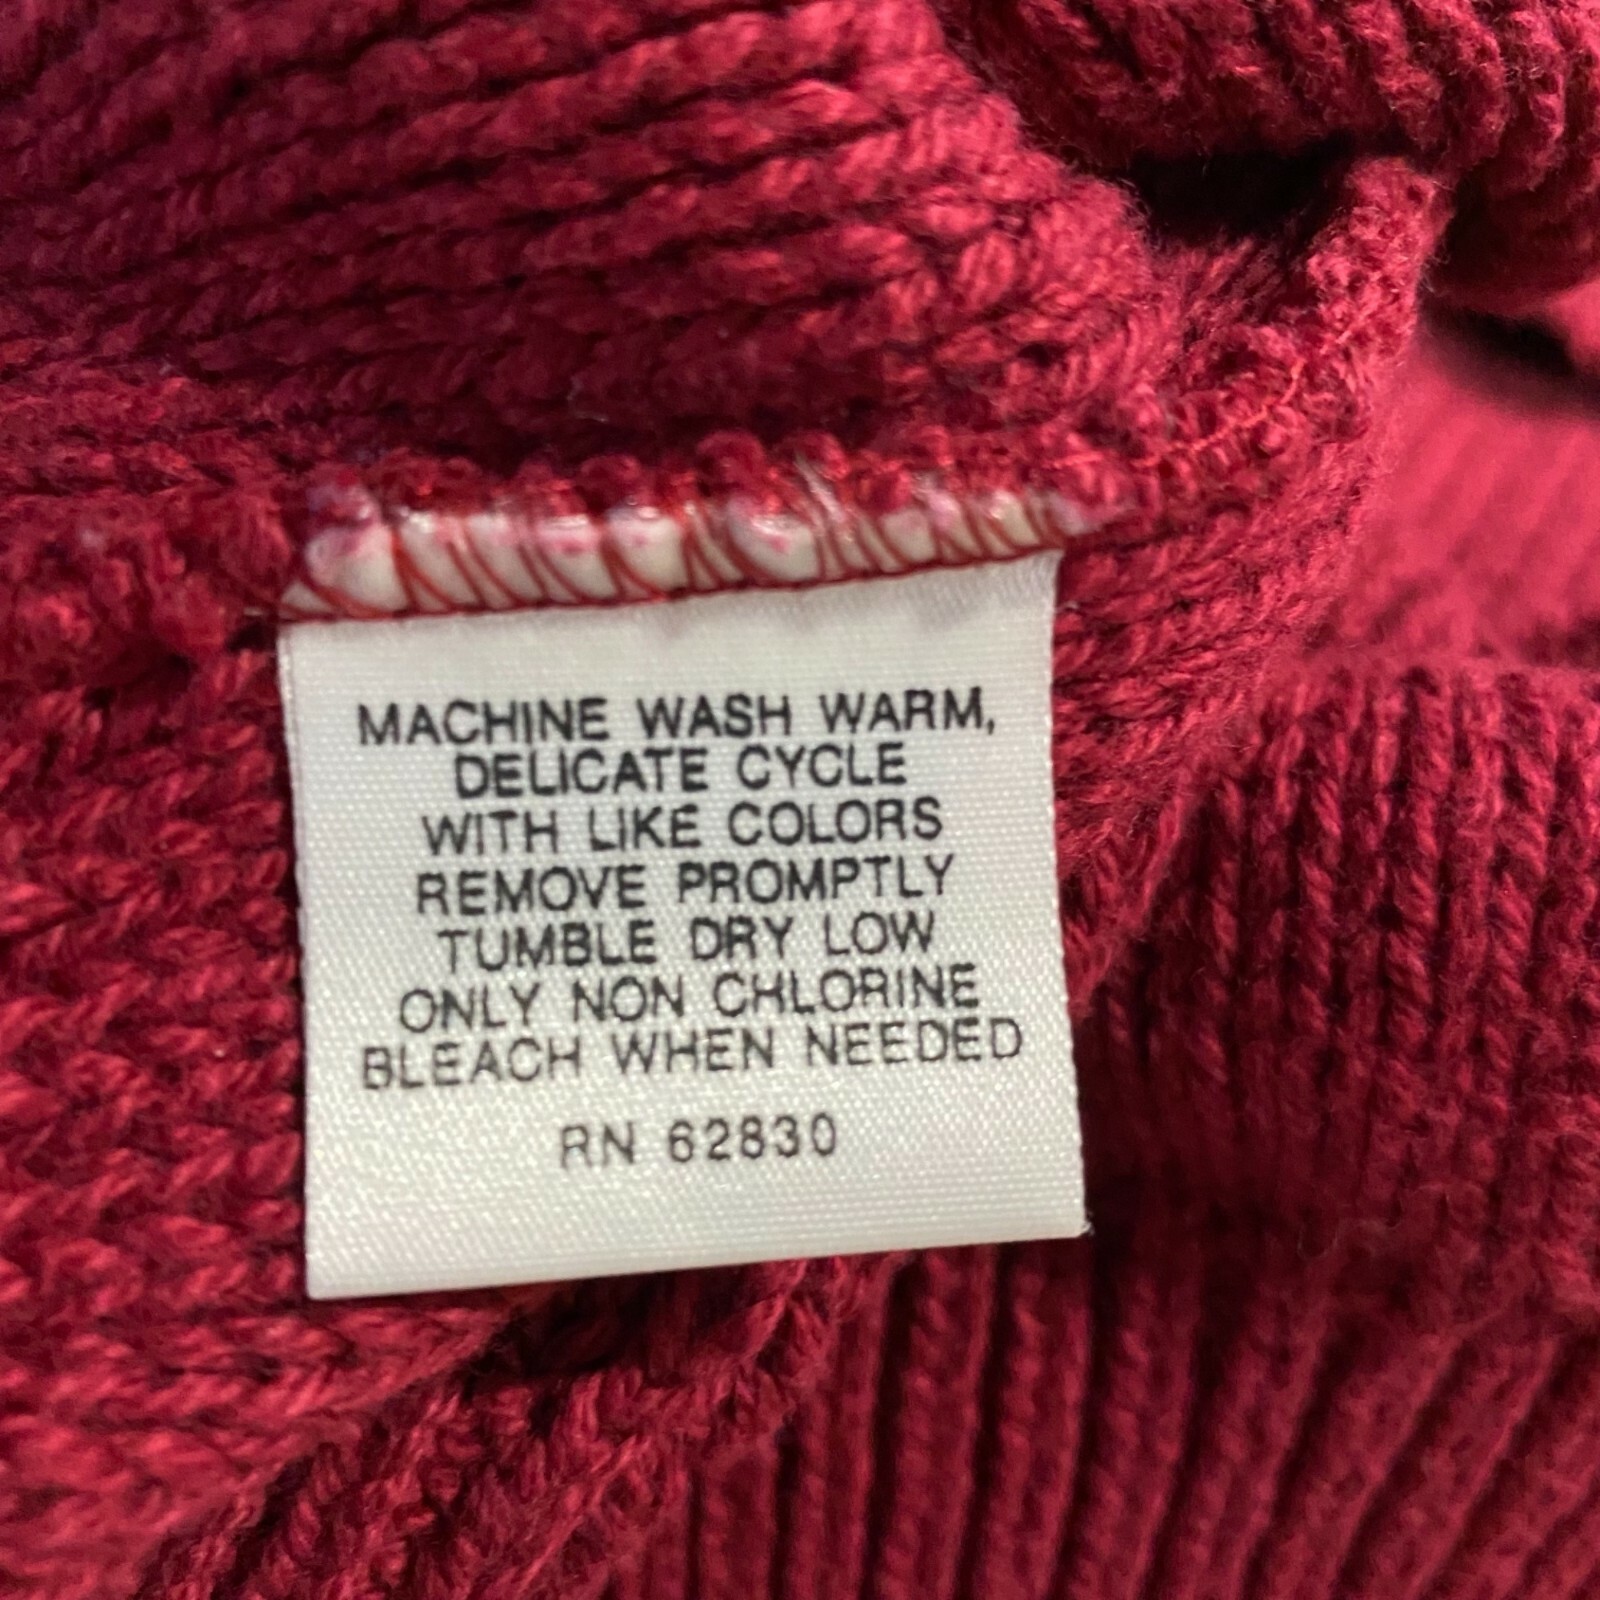 MACHINE WASH WARM,
DELICATE CYCLE
WITH LIKE COLORS
REMOVE PROMPTLY
TUMBLE DRY LOW
ONLY NON CHLORINE
BLEACH WHEN NEEDED
RN 62830